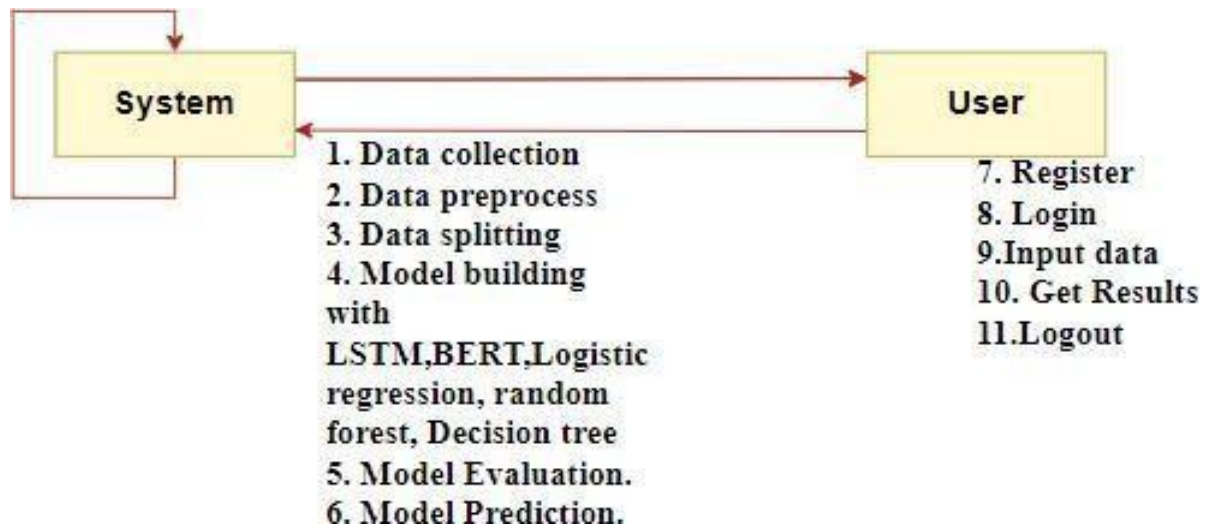 System
User
1. Data collection
2. Data preprocess
3. Data splitting
4. Model building
with
LSTM,BERT,Logistic
regression, random
forest, Decision tree
5. Model Evaluation.
6. Model Prediction.
7. Register
8. Login
9.Input data
10. Get Results
11.Logout